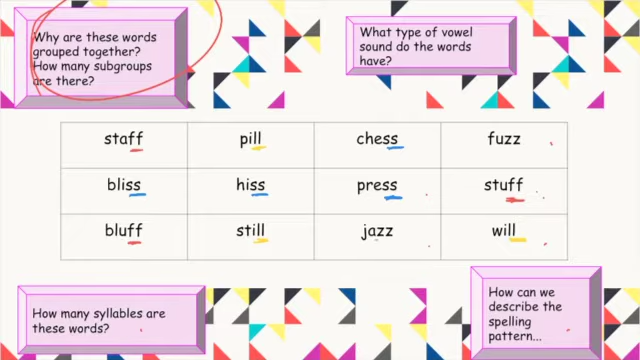 Why are these words
grouped together?
How many subgroups
are there?
What type of vowel
sound do the words
have?
staff pill chess fuzz
bliss hiss press stuff
bluff still jazz will
How many syllables are
these words?
How can we
describe the
spelling
pattern...